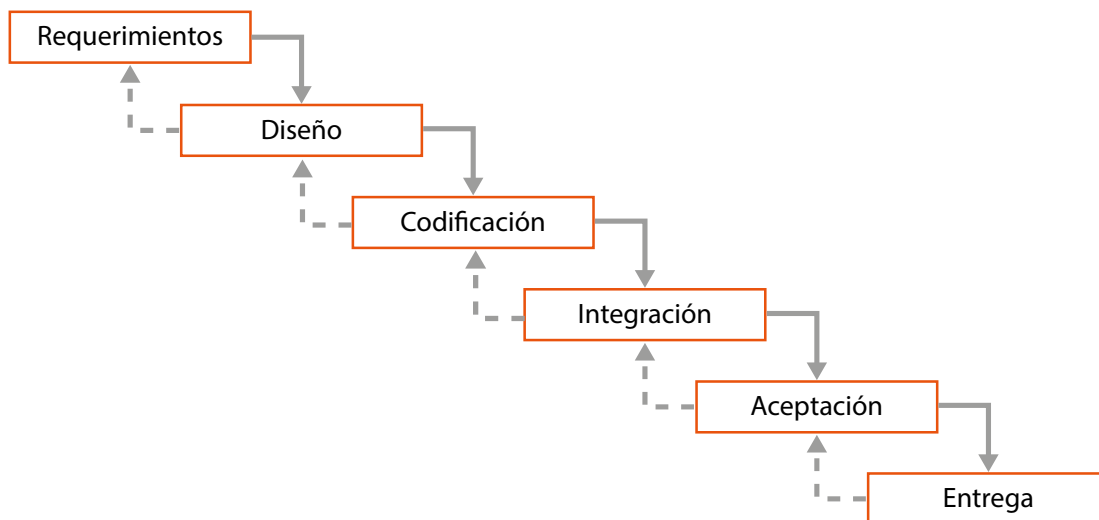 Requerimientos
Diseño
Codificación
Integración
Aceptación
Entrega